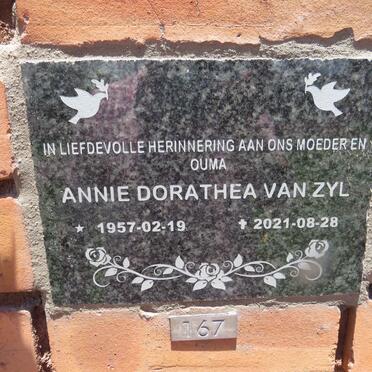 IN LIEFDEVOLLE HERINNERING AAN ONS MOEDER EN
OUMA
ANNIE DORATHEA VAN ZYL
★ 1957-02-19 ✝ 2021-08-28
167